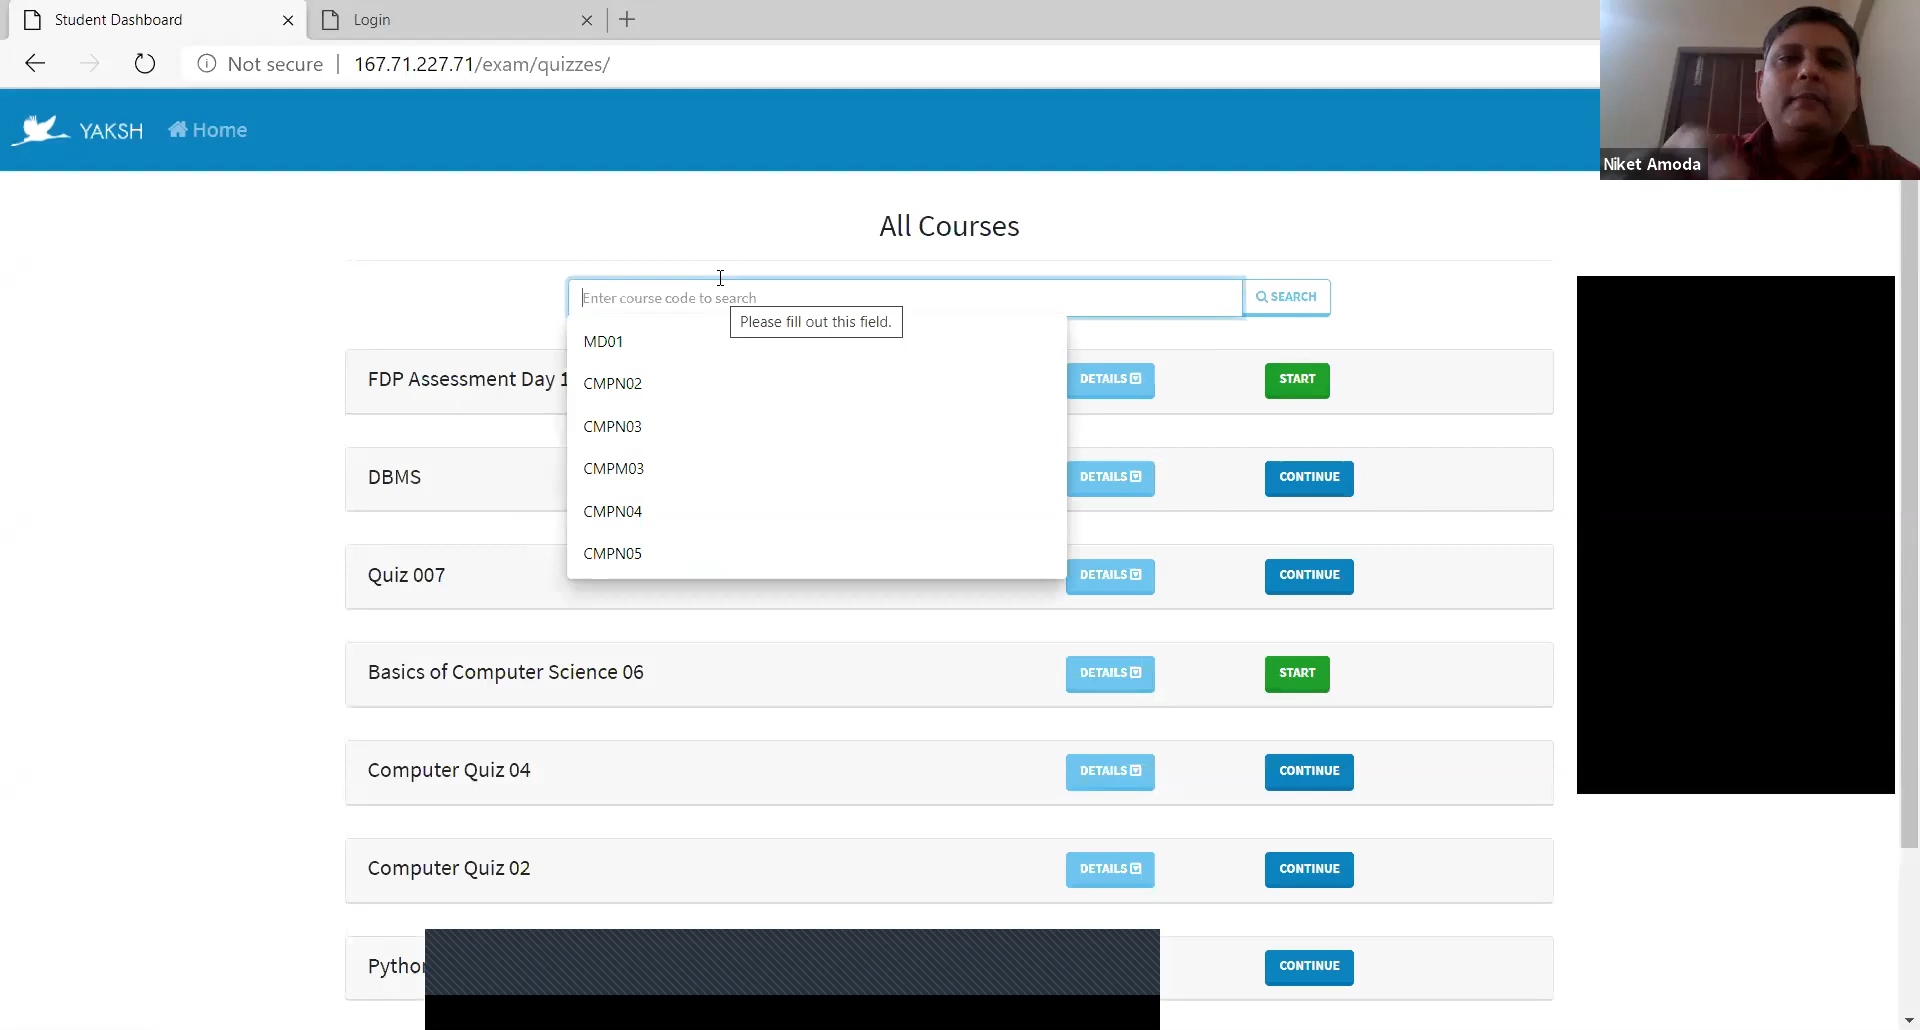 Student Dashboard
Login
Not secure
167.71.227.71/exam/quizzes/
YAKSH
Home
Niket Amoda
All Courses
Enter course code to search
SEARCH
Please fill out this field.
MD01
CMPN02
CMPN03
CMPM03
CMPN04
CMPN05
FDP Assessment Day 1
DETAILS
START
DBMS
DETAILS
CONTINUE
Quiz 007
DETAILS
CONTINUE
Basics of Computer Science 06
DETAILS
START
Computer Quiz 04
DETAILS
CONTINUE
Computer Quiz 02
DETAILS
CONTINUE
CONTINUE